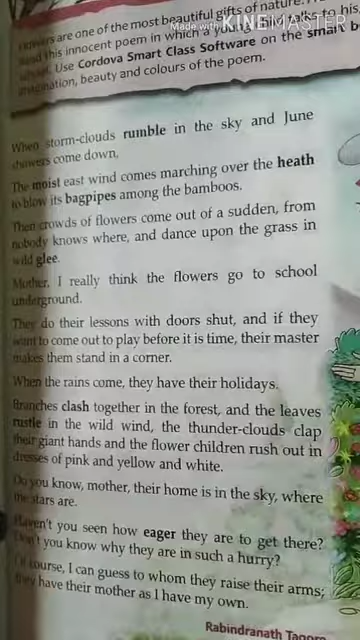 Made with KINEMASTER
Flowers are one of the most beautiful gifts of nature.
Read this innocent poem in which a young talks to his
Use Cordova Smart Class Software on the smart b
imagination, beauty and colours of the poem.
When storm-clouds rumble in the sky and June
showers come down,
The moist east wind comes marching over the heath
to blow its bagpipes among the bamboos.
Then crowds of flowers come out of a sudden, from
nobody knows where, and dance upon the grass in
wild glee.
Mother, I really think the flowers go to school
underground.
They do their lessons with doors shut, and if they
want to come out to play before it is time, their master
makes them stand in a corner.
When the rains come, they have their holidays.
Branches clash together in the forest, and the leaves
rustle in the wild wind, the thunder-clouds clap
their giant hands and the flower children rush out in
dresses of pink and yellow and white.
Do you know, mother, their home is in the sky, where
the stars are.
Haven't you seen how eager they are to get there?
Don't you know why they are in such a hurry?
Of course, I can guess to whom they raise their arms;
they have their mother as I have my own.
Rabindranath Tagore